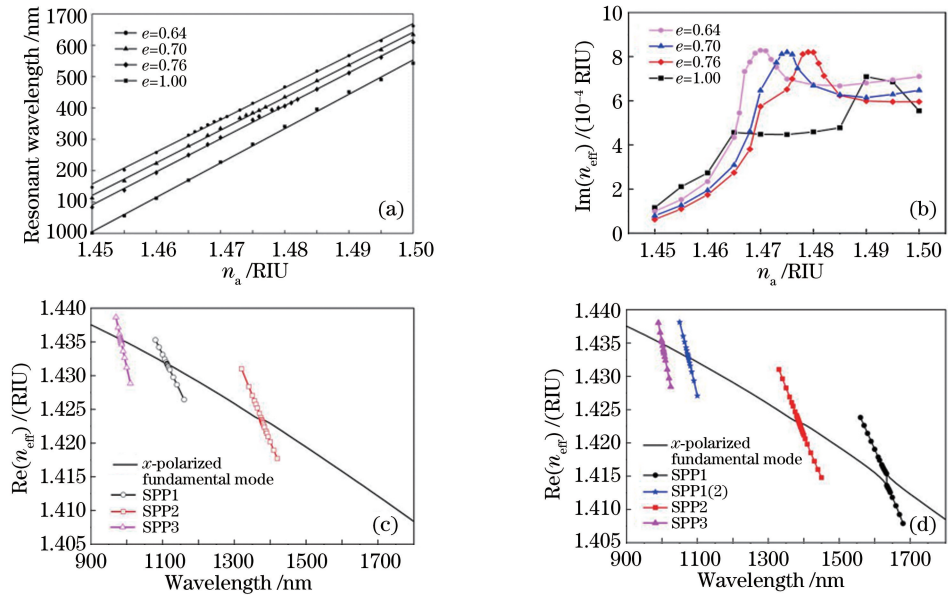 1700
600
500
400
300
200
100
1000
Resonant wavelength /nm
e=0.64
e=0.70
e=0.76
e=1.00
(a)
1.45 1.46 1.47 1.48 1.49 1.50
na /RIU
10
8
6
4
2
0
Im(neff) /(10⁻⁴ RIU)
e=0.64
e=0.70
e=0.76
e=1.00
(b)
1.45 1.46 1.47 1.48 1.49 1.50
na /RIU
1.440
1.435
1.430
1.425
1.420
1.415
1.410
1.405
Re(neff) /(RIU)
x-polarized
fundamental mode
SPP1
SPP2
SPP3
(c)
900 1100 1300 1500 1700
Wavelength /nm
1.440
1.435
1.430
1.425
1.420
1.415
1.410
1.405
Re(neff) /(RIU)
x-polarized
fundamental mode
SPP1
SPP1(2)
SPP2
SPP3
(d)
900 1100 1300 1500 1700
Wavelength /nm